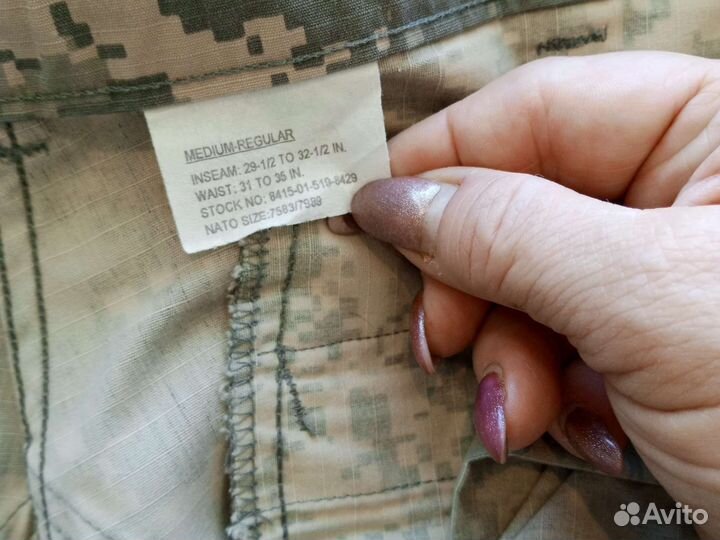 MEDIUM-REGULAR
INSEAM: 29-1/2 TO 32-1/2 IN.
WAIST: 31 TO 35 IN.
STOCK NO: 8415-01-519-8429
NATO SIZE:7583/7989
Avito